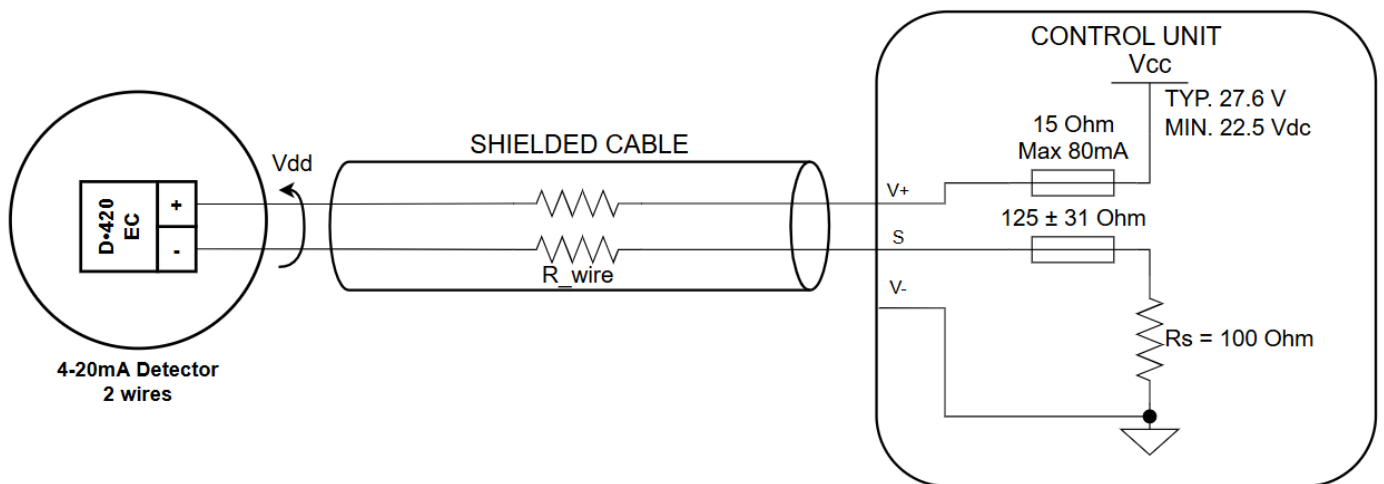 CONTROL UNIT
Vcc
TYP. 27.6 V
MIN. 22.5 Vdc
15 Ohm
Max 80mA
SHIELDED CABLE
Vdd
V+
125 ± 31 Ohm
D•420
EC
+
-
S
R_wire
V-
Rs = 100 Ohm
4-20mA Detector
2 wires